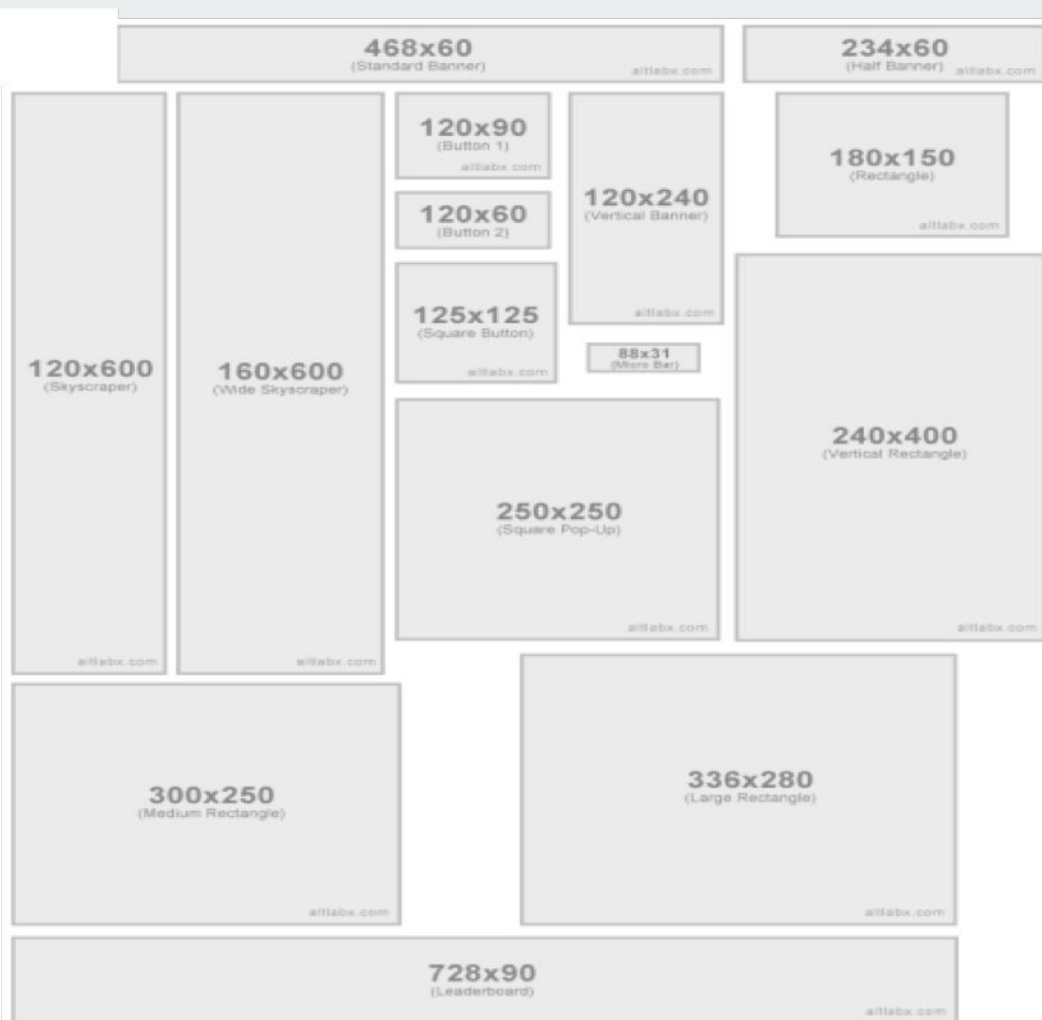 468x60
(Standard Banner)
altlabx.com
234x60
(Half Banner)
altlabx.com
120x600
(Skyscraper)
altlabx.com
160x600
(Wide Skyscraper)
altlabx.com
120x90
(Button 1)
altlabx.com
120x60
(Button 2)
125x125
(Square Button)
altlabx.com
120x240
(Vertical Banner)
altlabx.com
88x31
(Micro Bar)
180x150
(Rectangle)
altlabx.com
240x400
(Vertical Rectangle)
altlabx.com
250x250
(Square Pop-Up)
altlabx.com
300x250
(Medium Rectangle)
altlabx.com
336x280
(Large Rectangle)
altlabx.com
728x90
(Leaderboard)
altlabx.com